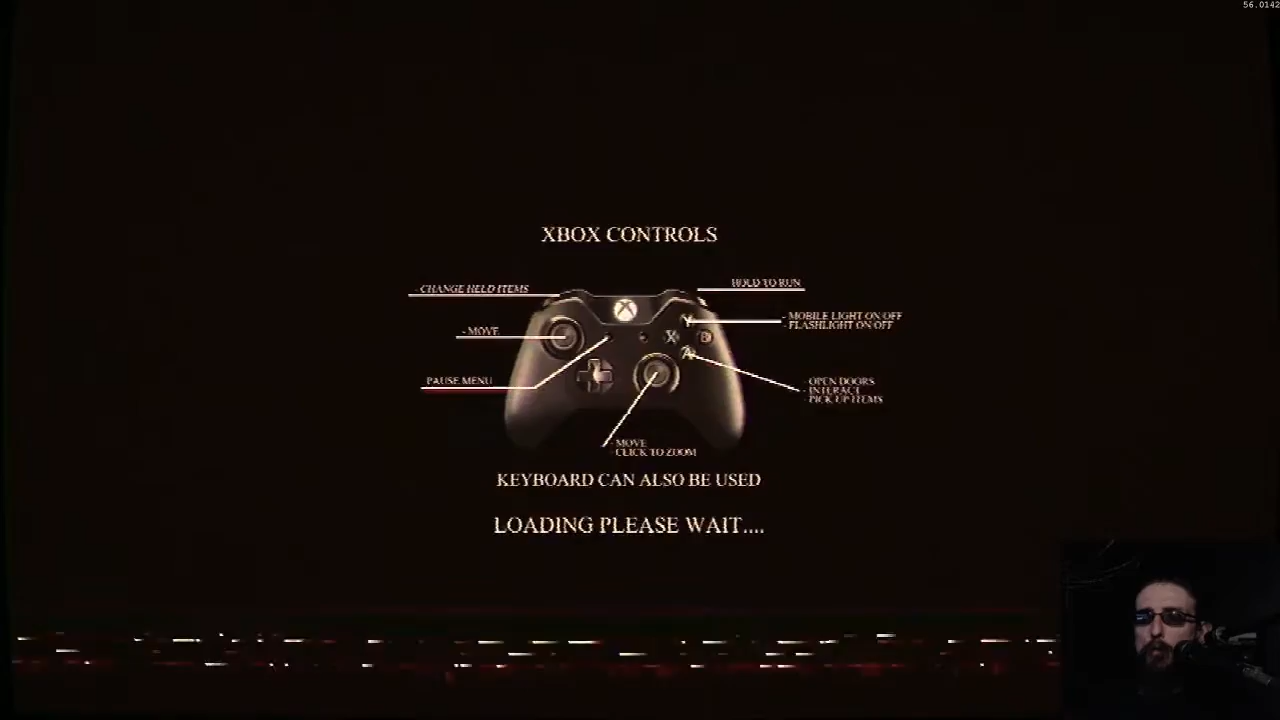 56.0142
XBOX CONTROLS
- CHANGE HELD ITEMS
HOLD TO RUN
- MOBILE LIGHT ON OFF
- FLASHLIGHT ON OFF
- MOVE
Y
X
B
A
PAUSE MENU
- OPEN DOORS
- INTERACT
- PICK UP ITEMS
- MOVE
- CLICK TO ZOOM
KEYBOARD CAN ALSO BE USED
LOADING PLEASE WAIT....